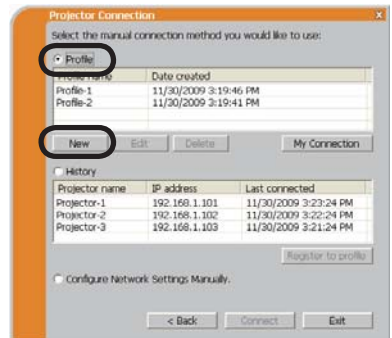 Projector Connection
x
Select the manual connection method you would like to use:
Profile
Profile name Date created
Profile-1 11/30/2009 3:19:46 PM
Profile-2 11/30/2009 3:19:41 PM
New Edit Delete My Connection
History
Projector name IP address Last connected
Projector-1 192.168.1.101 11/30/2009 3:23:24 PM
Projector-2 192.168.1.102 11/30/2009 3:22:24 PM
Projector-3 192.168.1.103 11/30/2009 3:21:24 PM
Register to profile
Configure Network Settings Manually.
< Back Connect Exit